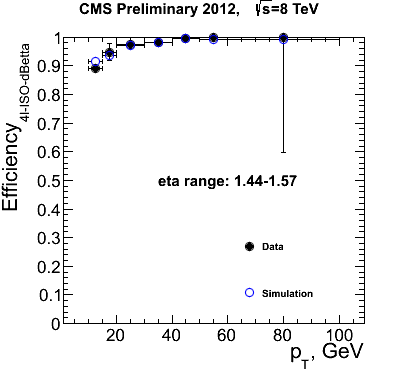 CMS Preliminary 2012, √s=8 TeV
Efficiency4l-ISO-dBetta
1
0.9
0.8
0.7
0.6
0.5
0.4
0.3
0.2
0.1
0
eta range: 1.44-1.57
Data
Simulation
20 40 60 80 100
pT, GeV